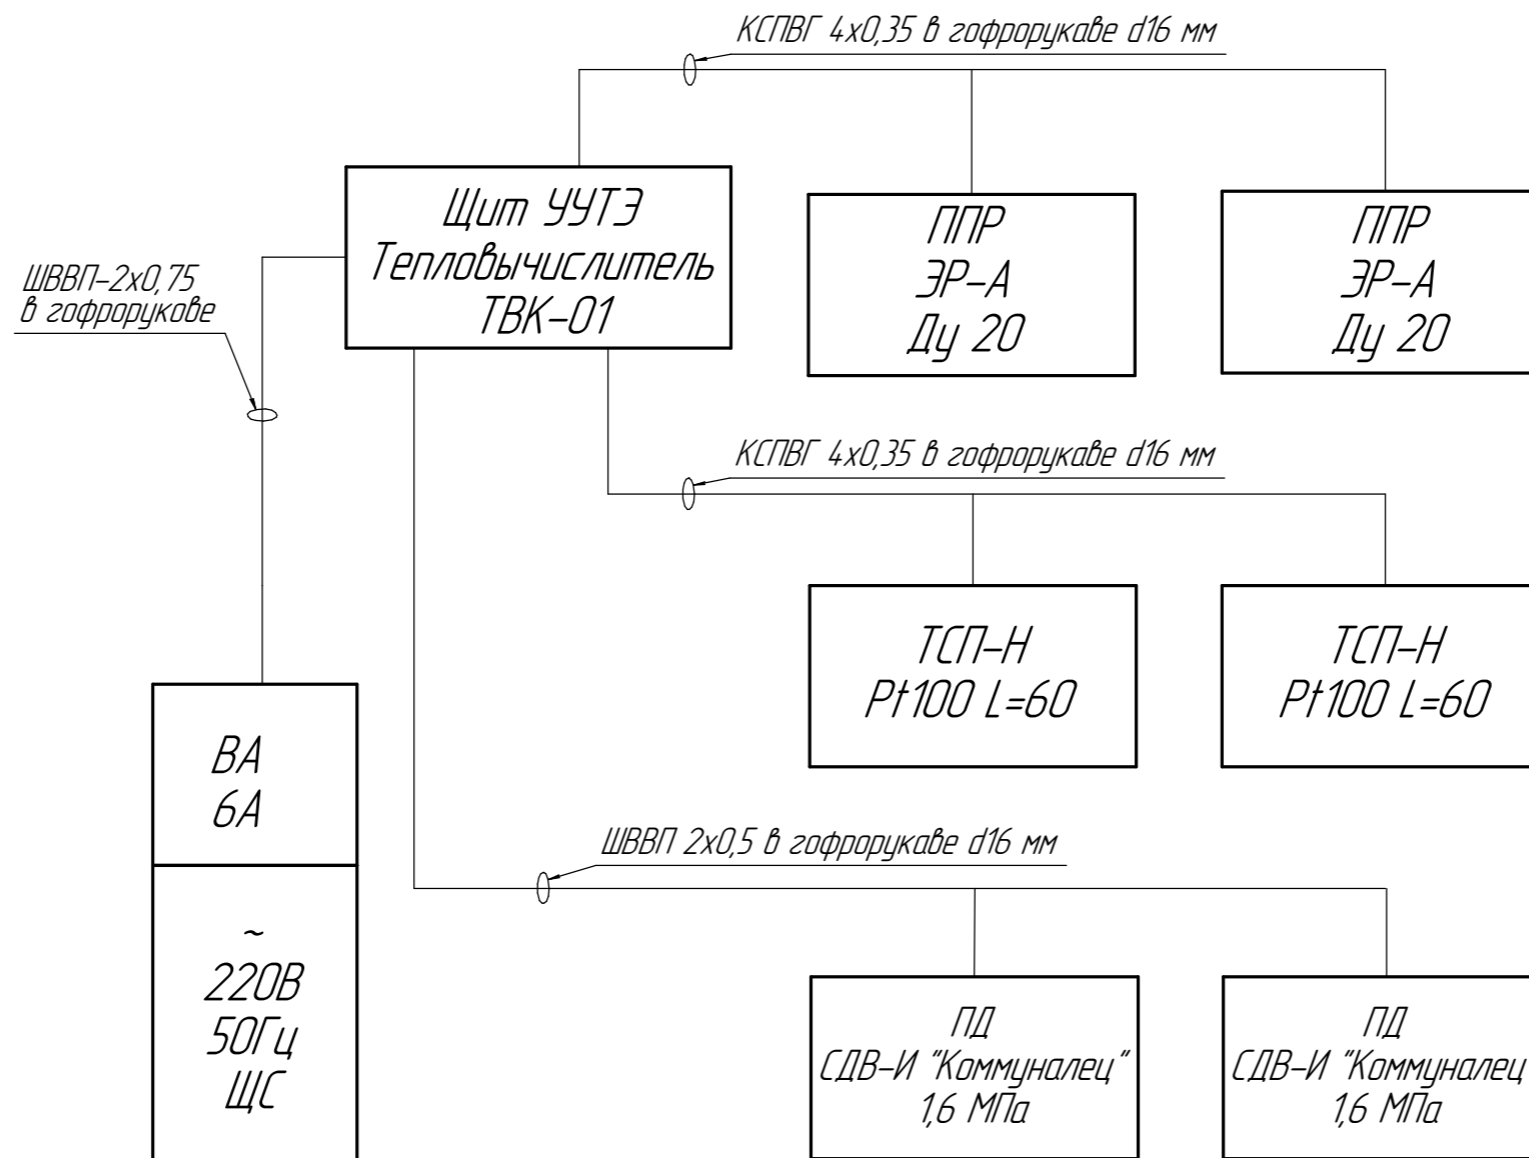 КСПВГ 4х0,35 в гофрорукаве d16 мм
Щит УУТЭ
Тепловычислитель
ТВК-01
ППР
ЭР-А
Ду 20
ППР
ЭР-А
Ду 20
ШВВП-2х0,75
в гофрорукове
КСПВГ 4х0,35 в гофрорукаве d16 мм
ТСП-Н
Pt100 L=60
ТСП-Н
Pt100 L=60
ВА
6А
ШВВП 2х0,5 в гофрорукаве d16 мм
~
220В
50Гц
ЩС
ПД
СДВ-И "Коммуналец"
1,6 МПа
ПД
СДВ-И "Коммуналец
1,6 МПа